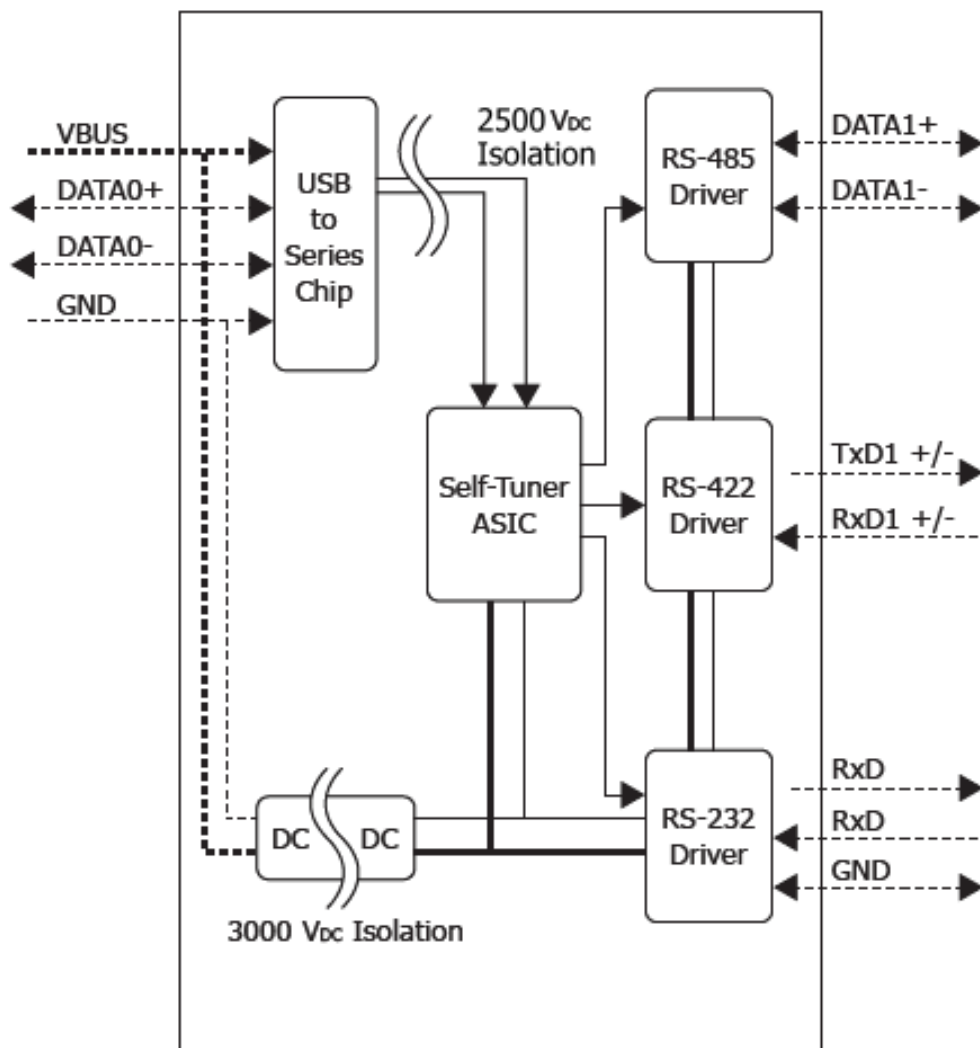 VBUS
DATA0+
DATA0-
GND
USB
to
Series
Chip
2500 VDC
Isolation
RS-485
Driver
DATA1+
DATA1-
Self-Tuner
ASIC
RS-422
Driver
TxD1 +/-
RxD1 +/-
DC DC
3000 VDC Isolation
RS-232
Driver
RxD
RxD
GND